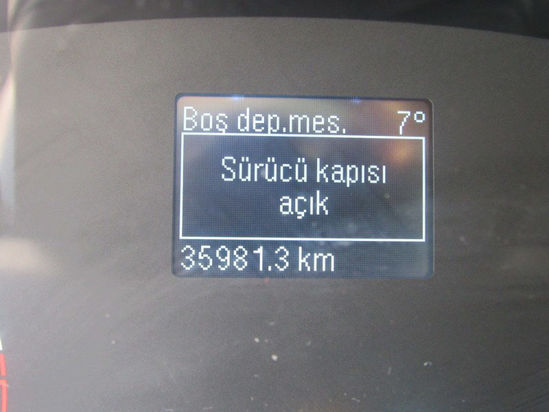 Boş dep.mes. 7°
Sürücü kapısı
açık
35981.3 km